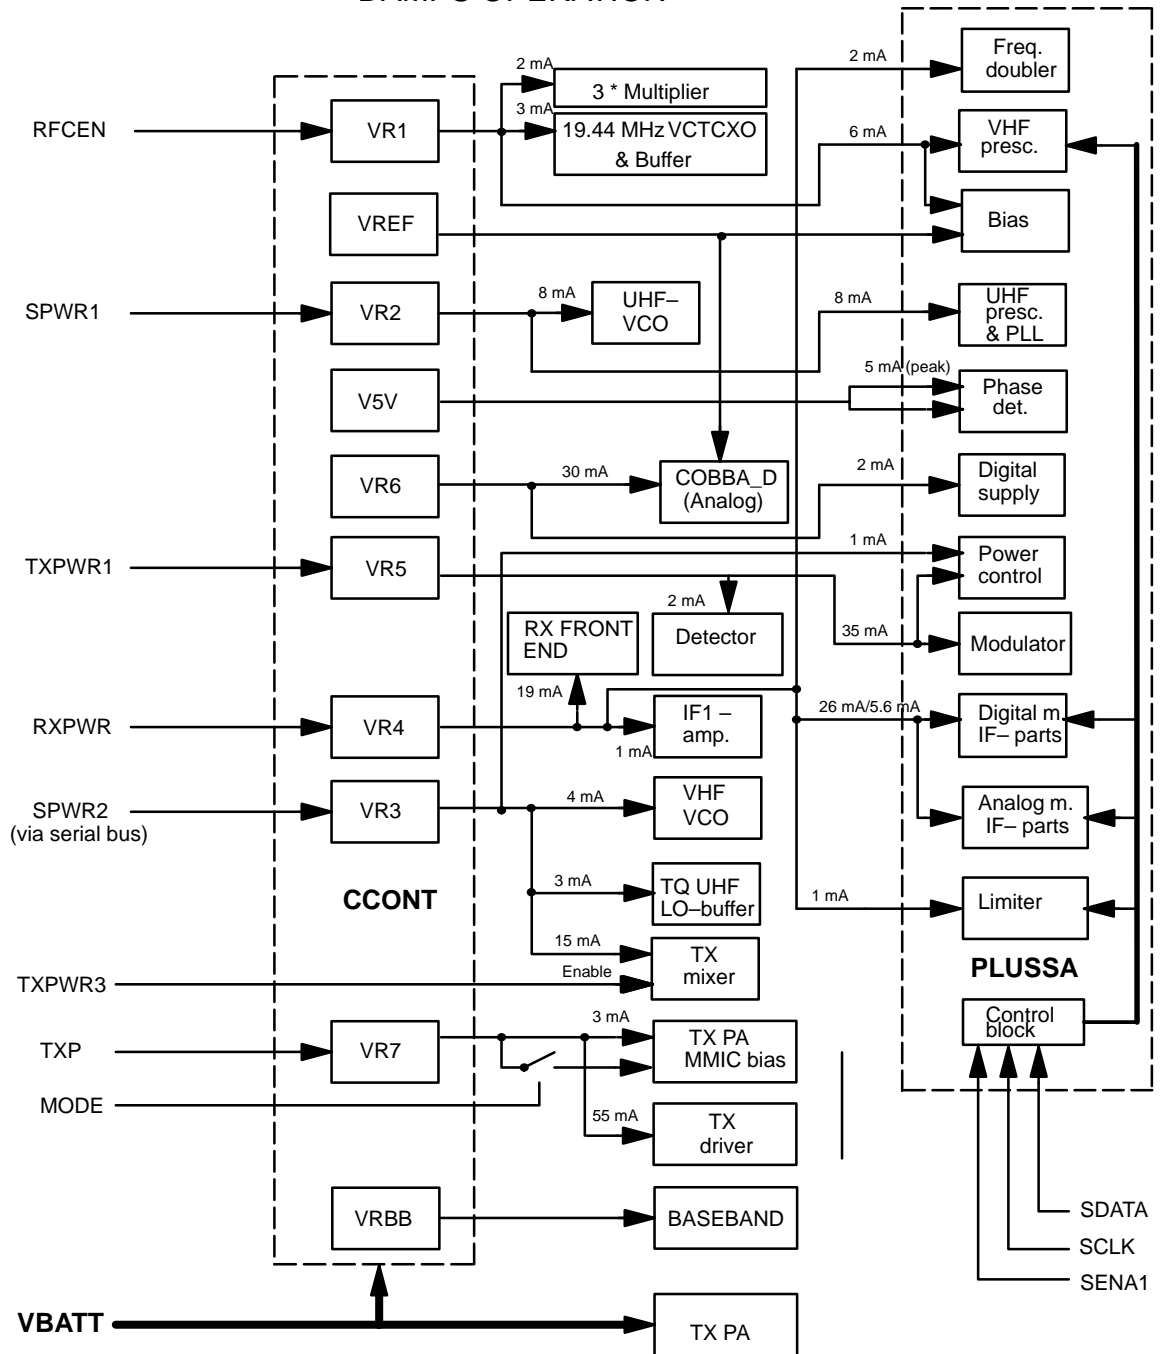 2 mA
Freq.
doubler
2 mA
3 * Multiplier
3 mA
RFCEN
VR1
19.44 MHz VCTCXO
& Buffer
6 mA
VHF
presc.
VREF
Bias
SPWR1
VR2
8 mA
UHF–
VCO
8 mA
UHF
presc.
& PLL
5 mA (peak)
V5V
Phase
det.
VR6
30 mA
COBBA_D
(Analog)
2 mA
Digital
supply
TXPWR1
VR5
1 mA
Power
control
2 mA
RX FRONT
END
Detector
35 mA
Modulator
19 mA
RXPWR
VR4
1 mA
IF1 –
amp.
26 mA/5.6 mA
Digital m.
IF– parts
SPWR2
(via serial bus)
VR3
4 mA
VHF
VCO
Analog m.
IF– parts
CCONT
3 mA
TQ UHF
LO–buffer
1 mA
Limiter
15 mA
TX
mixer
PLUSSA
TXPWR3
Enable
Control
block
TXP
VR7
3 mA
TX PA
MMIC bias
MODE
55 mA
TX
driver
VRBB
BASEBAND
SDATA
SCLK
SENA1
VBATT
TX PA